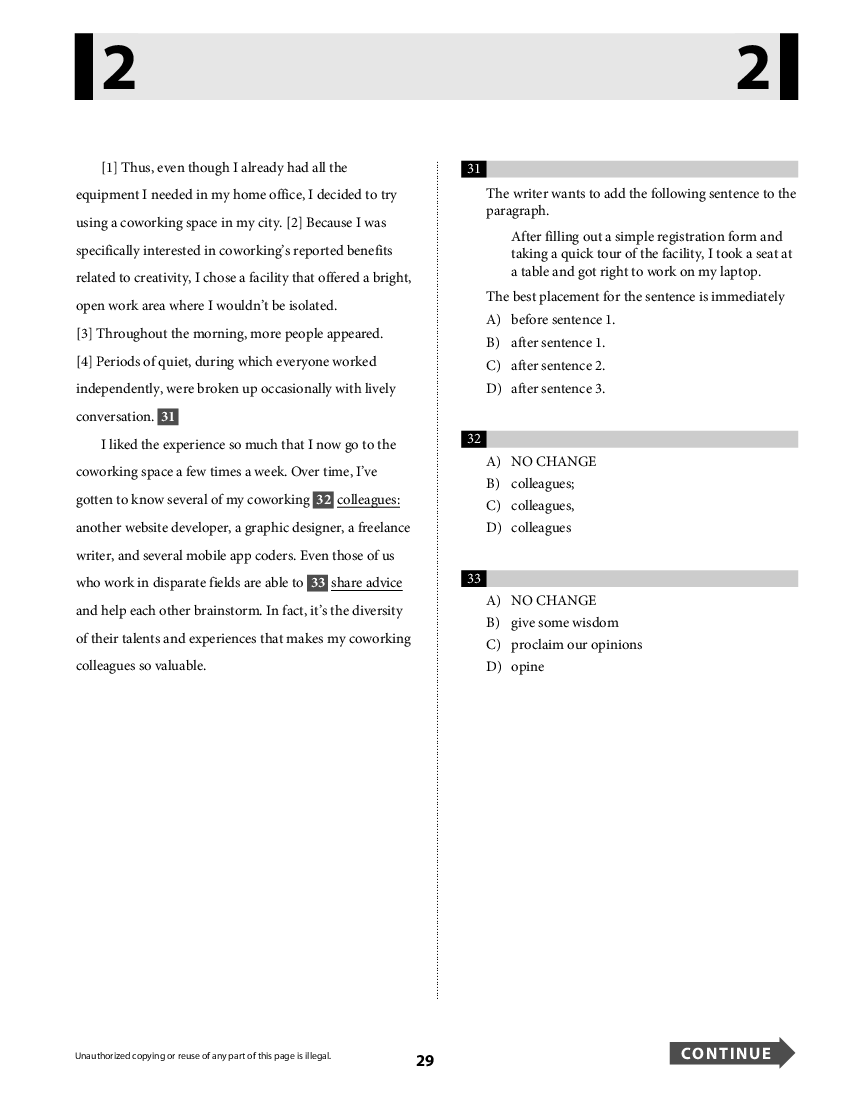 2 2
[1] Thus, even though I already had all the
equipment I needed in my home office, I decided to try
using a coworking space in my city. [2] Because I was
specifically interested in coworking's reported benefits
related to creativity, I chose a facility that offered a bright,
open work area where I wouldn't be isolated.
[3] Throughout the morning, more people appeared.
[4] Periods of quiet, during which everyone worked
independently, were broken up occasionally with lively
conversation. 31
I liked the experience so much that I now go to the
coworking space a few times a week. Over time, I've
gotten to know several of my coworking 32 colleagues:
another website developer, a graphic designer, a freelance
writer, and several mobile app coders. Even those of us
who work in disparate fields are able to 33 share advice
and help each other brainstorm. In fact, it's the diversity
of their talents and experiences that makes my coworking
colleagues so valuable.
31
The writer wants to add the following sentence to the
paragraph.
After filling out a simple registration form and
taking a quick tour of the facility, I took a seat at
a table and got right to work on my laptop.
The best placement for the sentence is immediately
A) before sentence 1.
B) after sentence 1.
C) after sentence 2.
D) after sentence 3.
32
A) NO CHANGE
B) colleagues;
C) colleagues,
D) colleagues
33
A) NO CHANGE
B) give some wisdom
C) proclaim our opinions
D) opine
Unauthorized copying or reuse of any part of this page is illegal.
29
CONTINUE